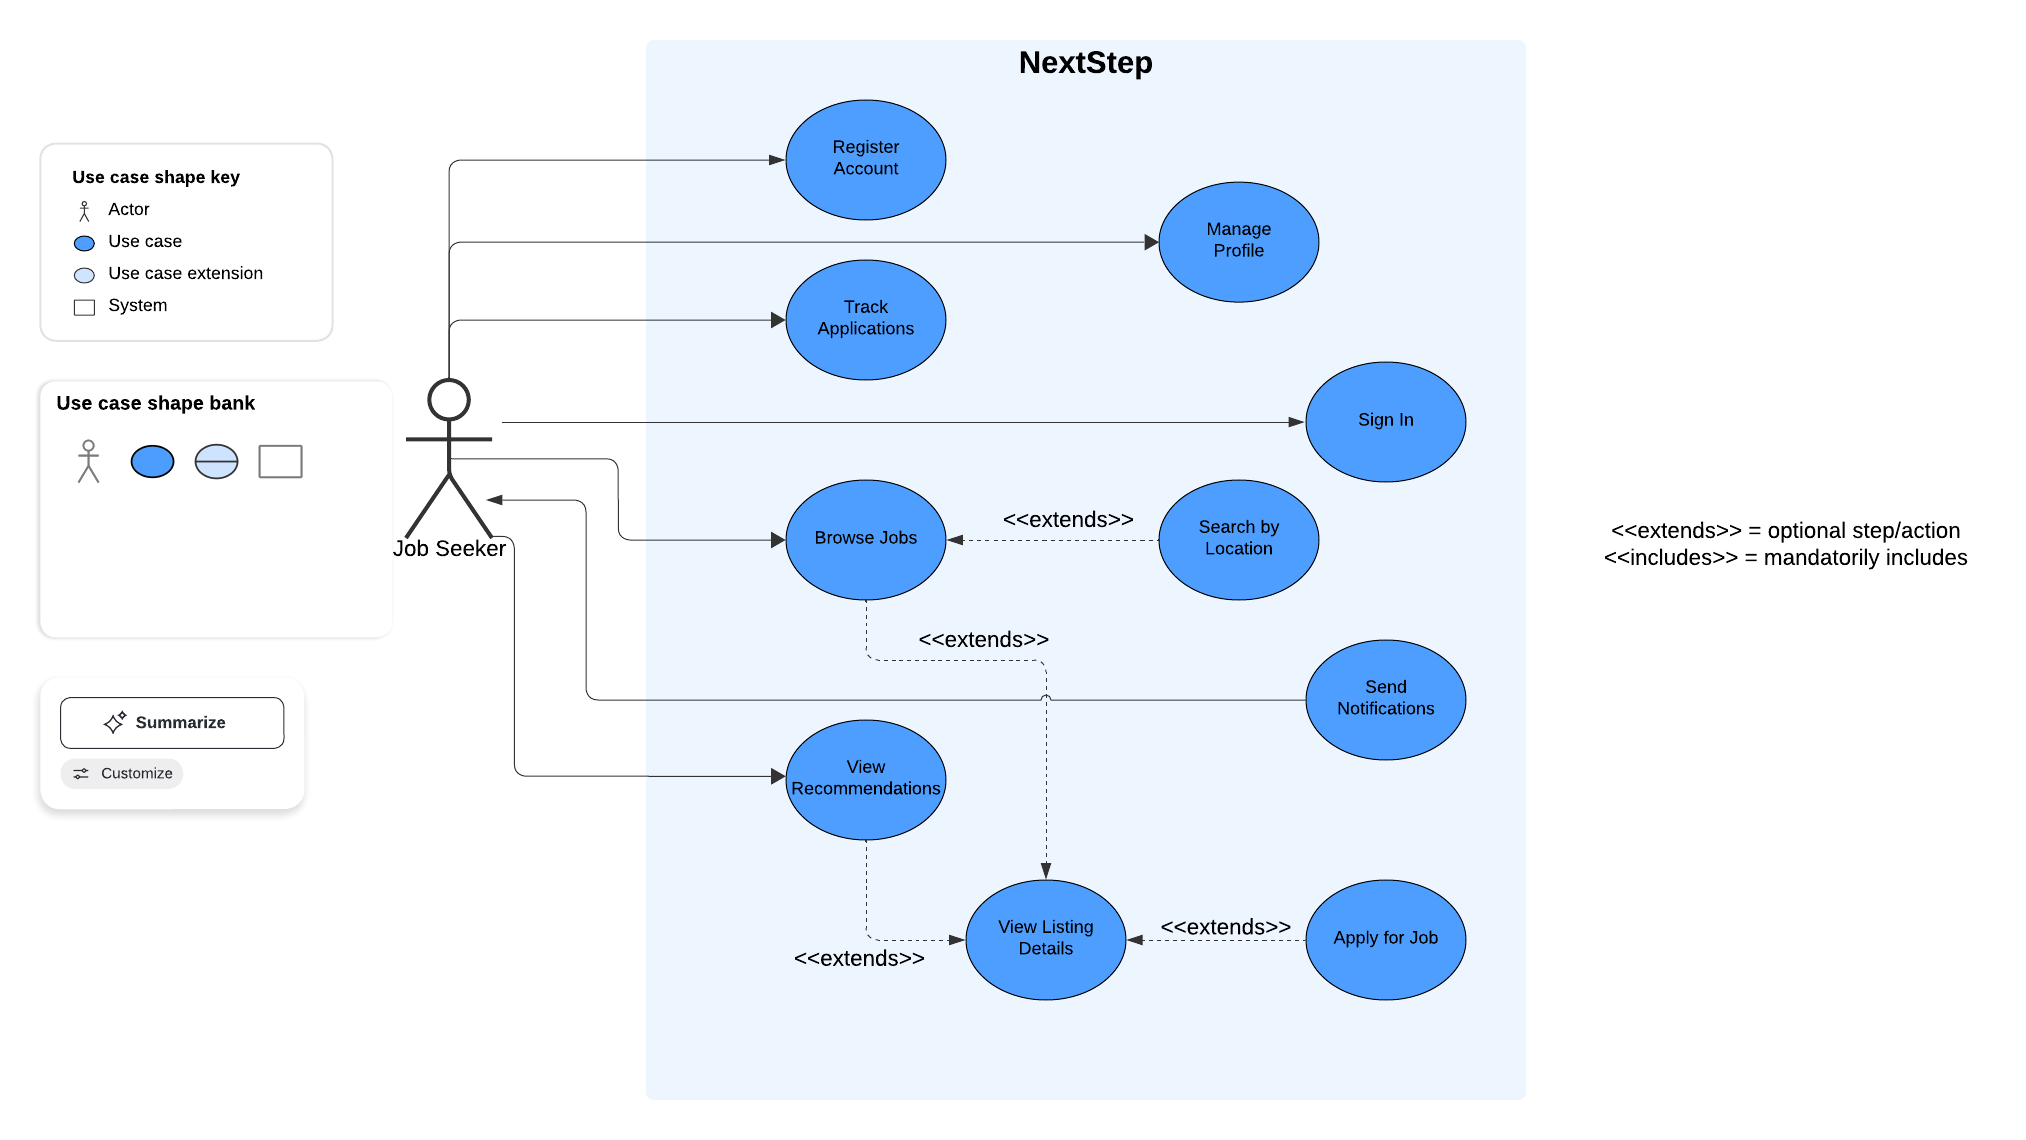 NextStep
Use case shape key
Actor
Use case
Use case extension
System
Use case shape bank
Summarize
Customize
Job Seeker
Register
Account
Manage
Profile
Track
Applications
Sign In
Browse Jobs
<<extends>>
Search by
Location
<<extends>>
Send
Notifications
View
Recommendations
<<extends>>
View Listing
Details
<<extends>>
Apply for Job
<<extends>> = optional step/action
<<includes>> = mandatorily includes